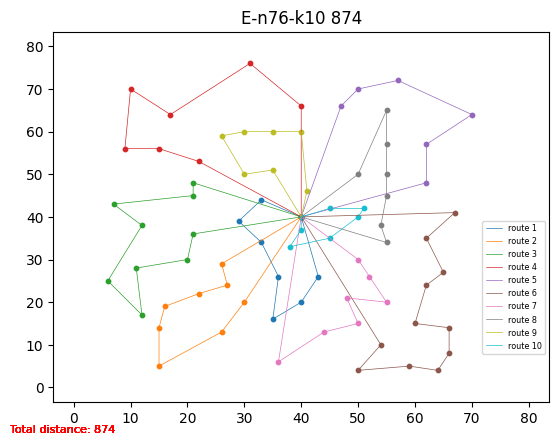 E-n76-k10 874
80
70
60
50
40
30
20
10
0
route 1
route 2
route 3
route 4
route 5
route 6
route 7
route 8
route 9
route 10
0 10 20 30 40 50 60 70 80
Total distance: 874